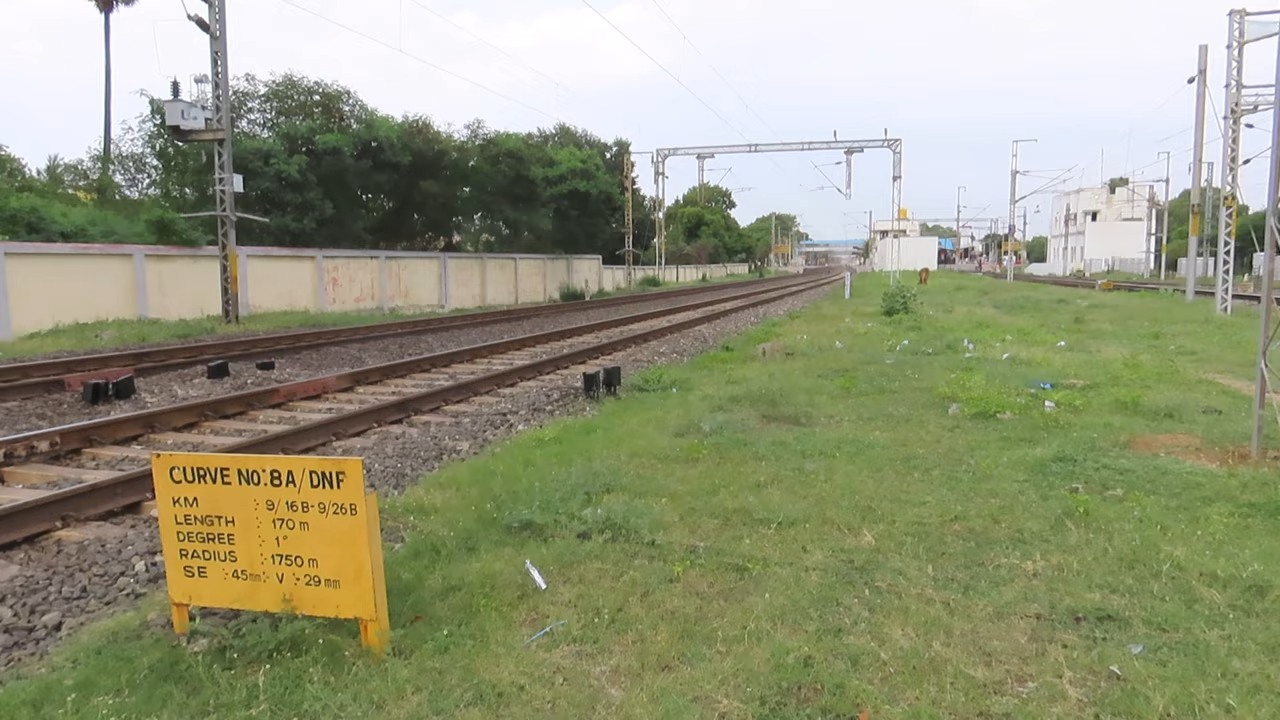 CURVE NO:8A/DNF
KM :- 9/16B-9/26B
LENGTH :- 170 m
DEGREE :- 1°
RADIUS :-1750 m
SE :-45mm:- V :-29 mm